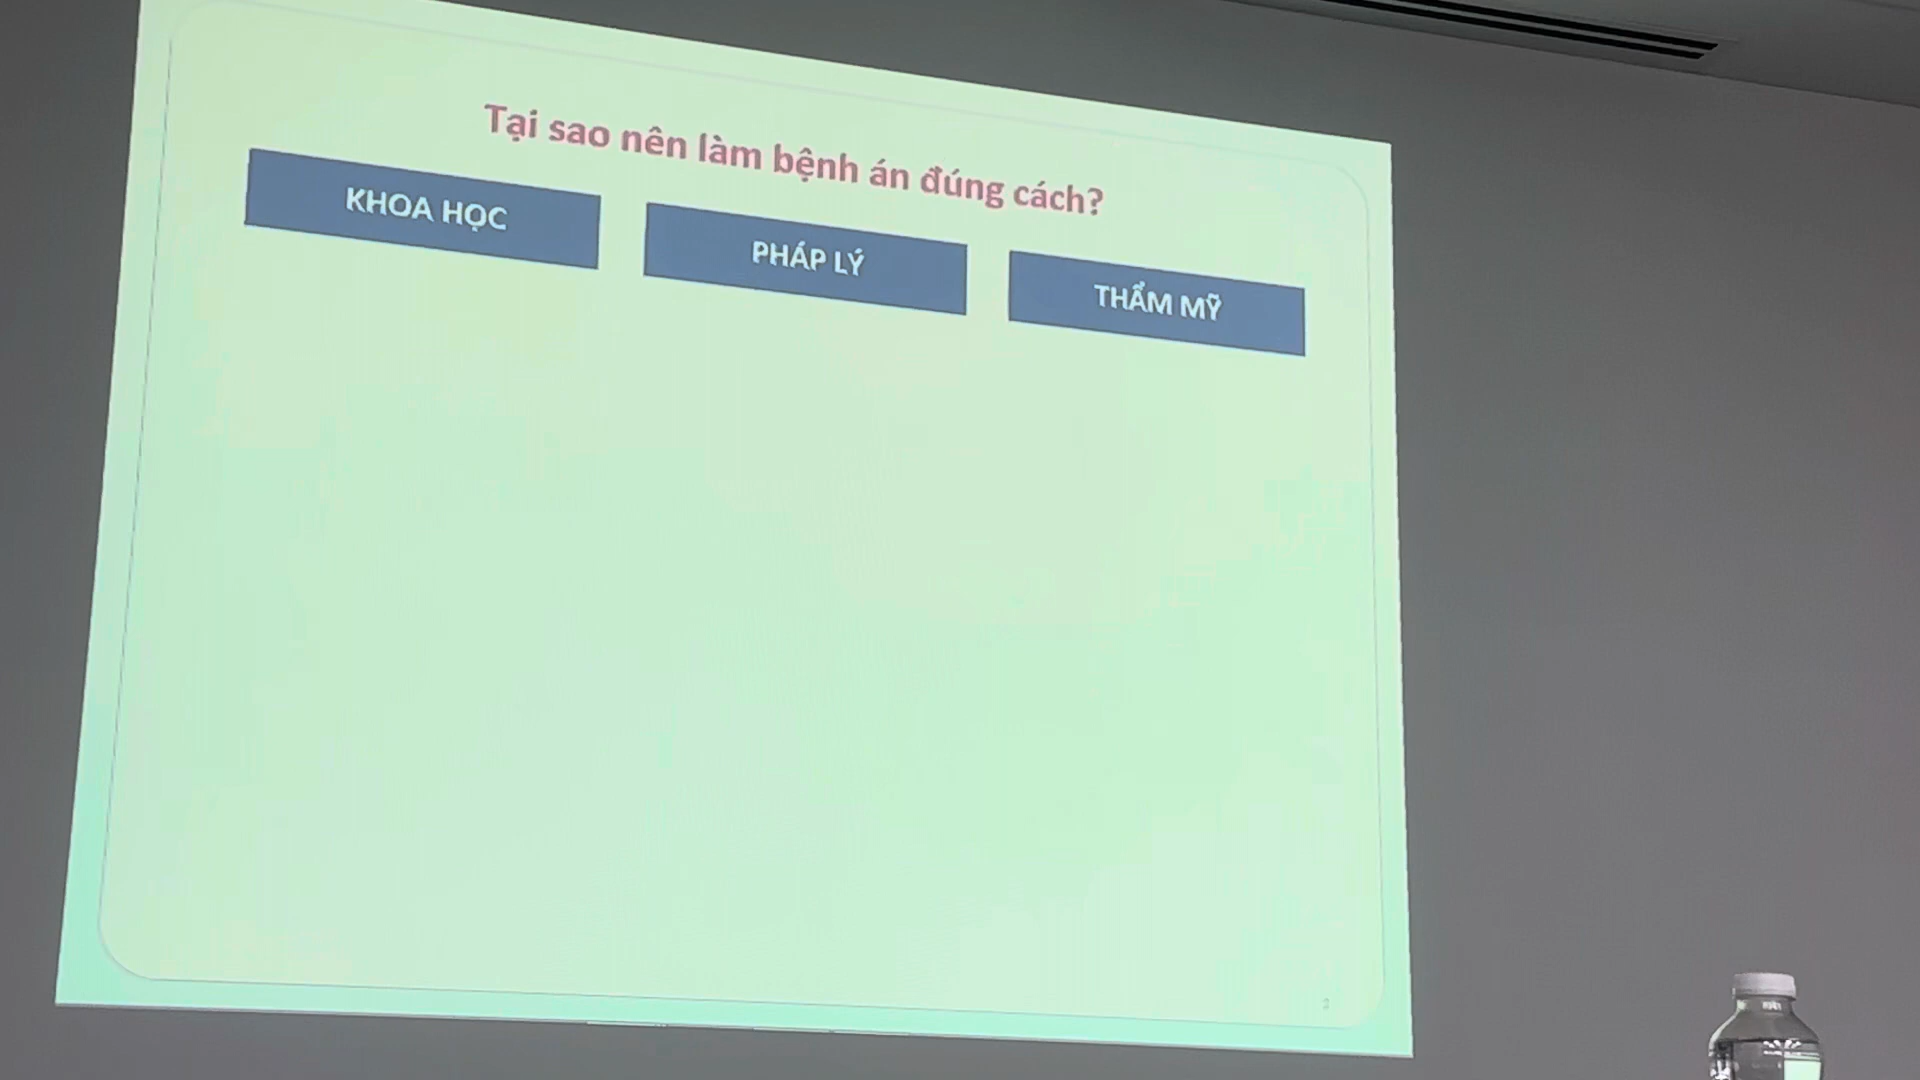 Tại sao nên làm bệnh án đúng cách?
KHOA HỌC
PHÁP LÝ
THẨM MỸ